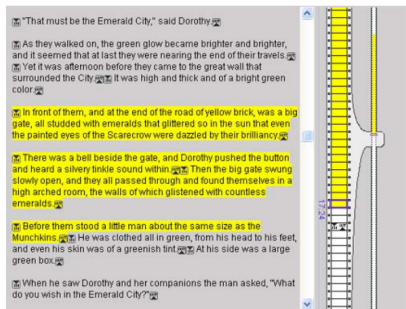 "That must be the Emerald City," said Dorothy.
As they walked on, the green glow became brighter and brighter,
and it seemed that at last they were nearing the end of their travels.
Yet it was afternoon before they came to the great wall that
surrounded the City. It was high and thick and of a bright green
color.
In front of them, and at the end of the road of yellow brick, was a big
gate, all studded with emeralds that glittered so in the sun that even
the painted eyes of the Scarecrow were dazzled by their brilliancy.
There was a bell beside the gate, and Dorothy pushed the button
and heard a silvery tinkle sound within. Then the big gate swung
slowly open, and they all passed through and found themselves in a
high arched room, the walls of which glistened with countless
emeralds.
Before them stood a little man about the same size as the
Munchkins. He was clothed all in green, from his head to his feet,
and even his skin was of a greenish tint. At his side was a large
green box.
When he saw Dorothy and her companions the man asked, "What
do you wish in the Emerald City?"
17:24